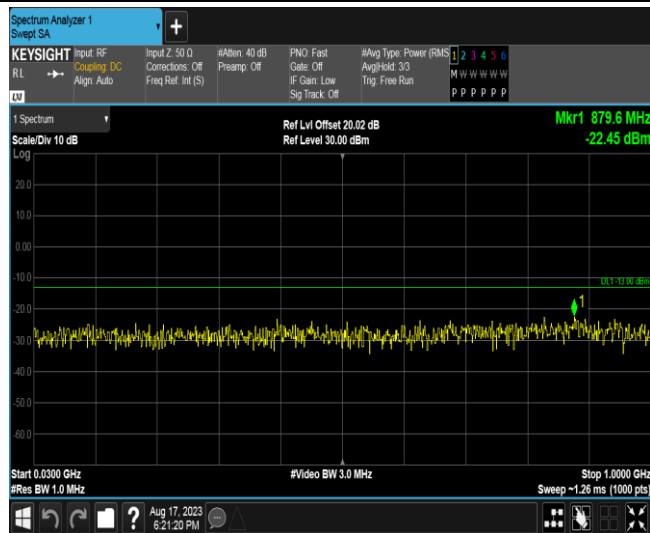 Spectrum Analyzer 1
Swept SA
+
KEYSIGHT
RL
LXI
Input: RF
Coupling: DC
Align: Auto
Input Z: 50 Ω
Corrections: Off
Freq Ref: Int (S)
#Atten: 40 dB
Preamp: Off
PNO: Fast
Gate: Off
IF Gain: Low
Sig Track: Off
#Avg Type: Power (RMS
Avg|Hold: 3/3
Trig: Free Run
1 2 3 4 5 6
M W W W W W
P P P P P P
1 Spectrum
Scale/Div 10 dB
Log
Ref Lvl Offset 20.02 dB
Ref Level 30.00 dBm
Mkr1 879.6 MHz
-22.45 dBm
20.0
10.0
0.00
-10.0
DL1 -13.00 dBm
-20.0
1
-30.0
-40.0
-50.0
-60.0
Start 0.0300 GHz
#Res BW 1.0 MHz
#Video BW 3.0 MHz
Stop 1.0000 GHz
Sweep ~1.26 ms (1000 pts)
?
Aug 17, 2023
6:21:20 PM